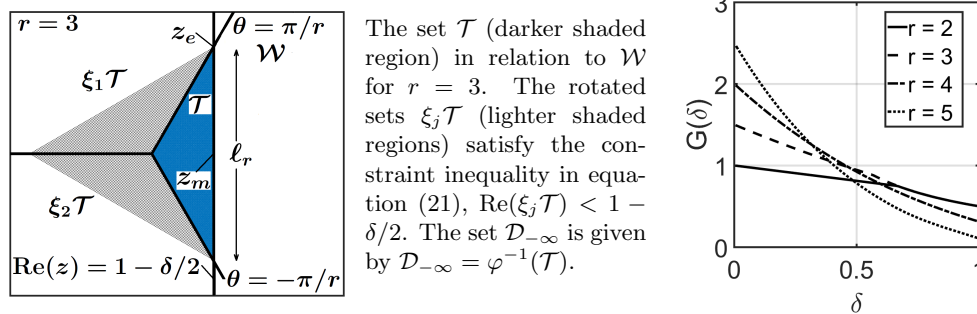 r = 3
θ = π/r
z_e
W
ξ₁T
T
ℓ_r
z_m
ξ₂T
Re(z) = 1 − δ/2
θ = −π/r
The set T (darker shaded
region) in relation to W
for r = 3. The rotated
sets ξ_jT (lighter shaded
regions) satisfy the con-
straint inequality in equa-
tion (21), Re(ξ_jT) < 1 −
δ/2. The set D_{−∞} is given
by D_{−∞} = φ^{−1}(T).
3
2
1
0
G(δ)
r = 2
r = 3
r = 4
r = 5
0
0.5
1
δ